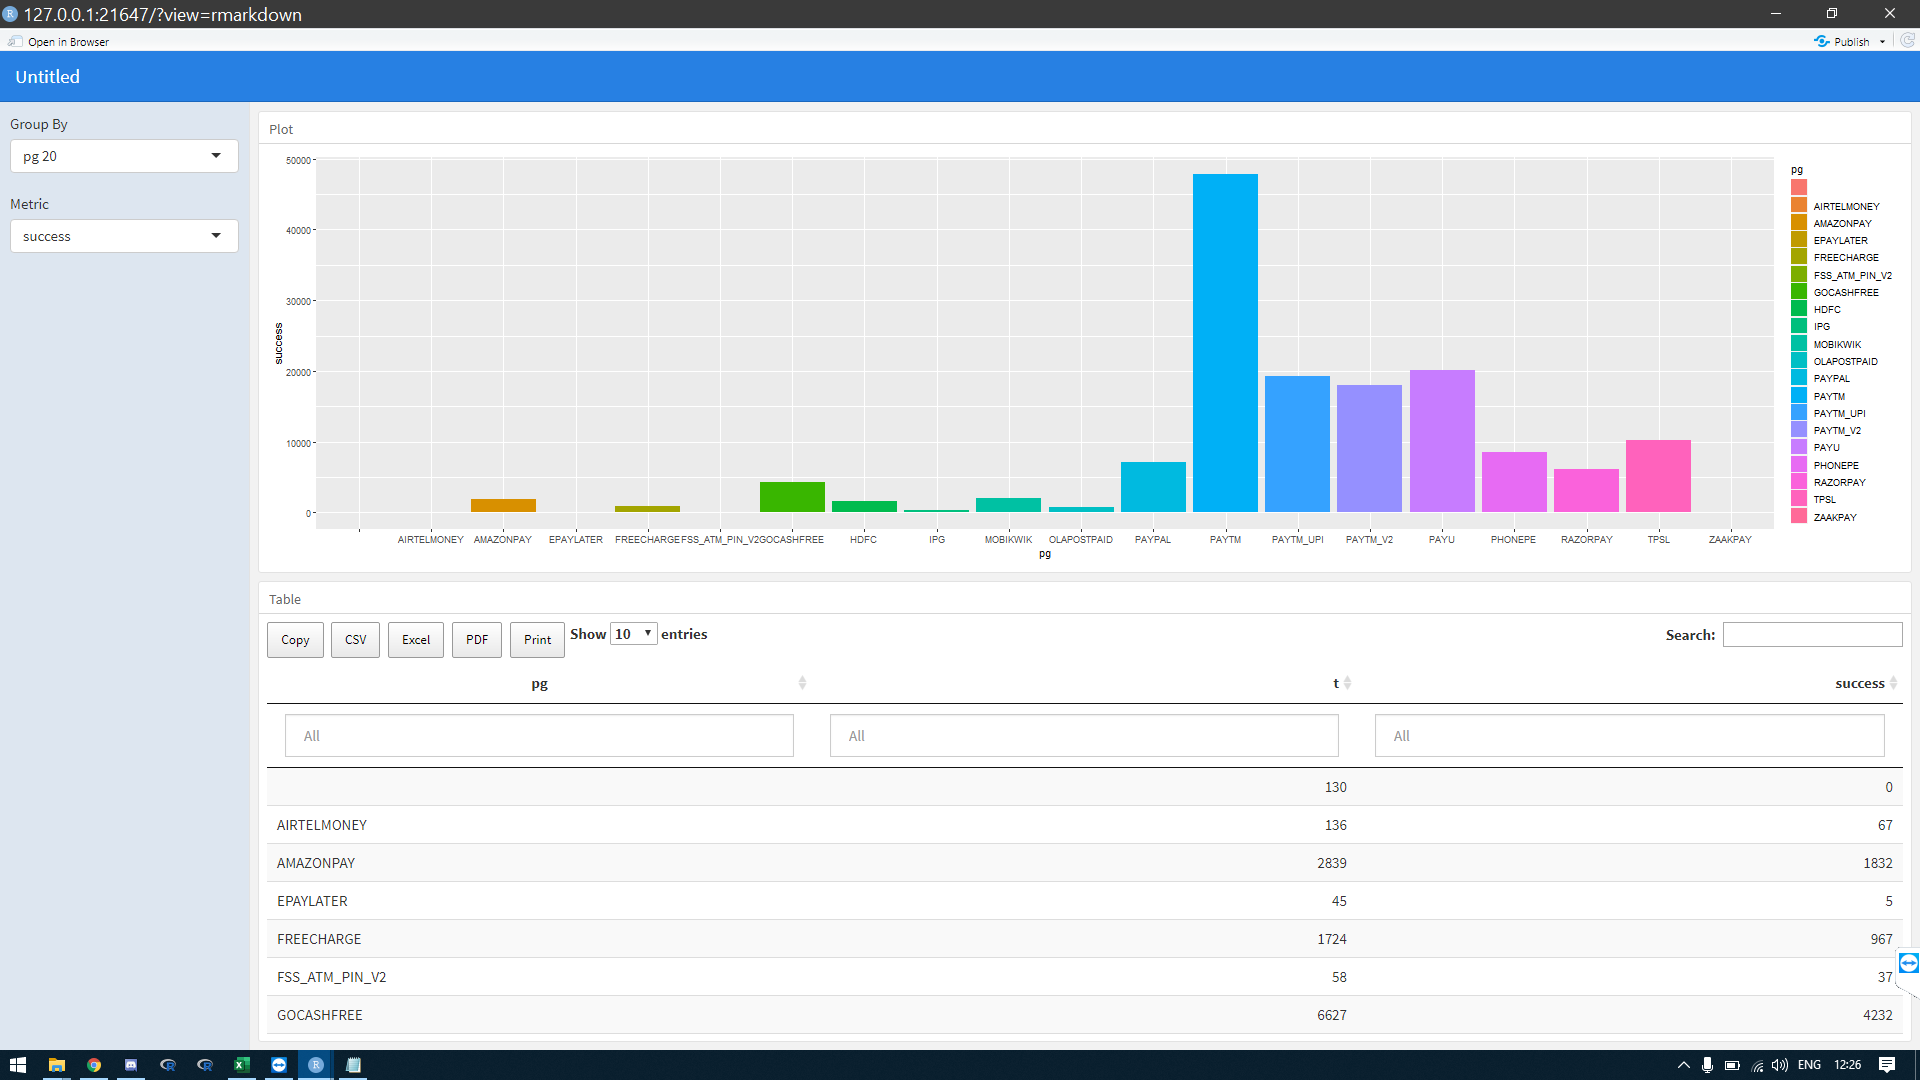 127.0.0.1:21647/?view=rmarkdown
Open in Browser
Publish
Untitled
Group By
pg 20
Metric
success
Plot
50000
40000
30000
20000
10000
0
success
AIRTELMONEY AMAZONPAY EPAYLATER FREECHARGE FSS_ATM_PIN_V2 GOCASHFREE HDFC IPG MOBIKWIK OLAPOSTPAID PAYPAL PAYTM PAYTM_UPI PAYTM_V2 PAYU PHONEPE RAZORPAY TPSL ZAAKPAY
pg
pg
AIRTELMONEY
AMAZONPAY
EPAYLATER
FREECHARGE
FSS_ATM_PIN_V2
GOCASHFREE
HDFC
IPG
MOBIKWIK
OLAPOSTPAID
PAYPAL
PAYTM
PAYTM_UPI
PAYTM_V2
PAYU
PHONEPE
RAZORPAY
TPSL
ZAAKPAY
Table
Copy CSV Excel PDF Print Show 10 entries Search:
pg t success
All All All
130 0
AIRTELMONEY 136 67
AMAZONPAY 2839 1832
EPAYLATER 45 5
FREECHARGE 1724 967
FSS_ATM_PIN_V2 58 37
GOCASHFREE 6627 4232
ENG 12:26